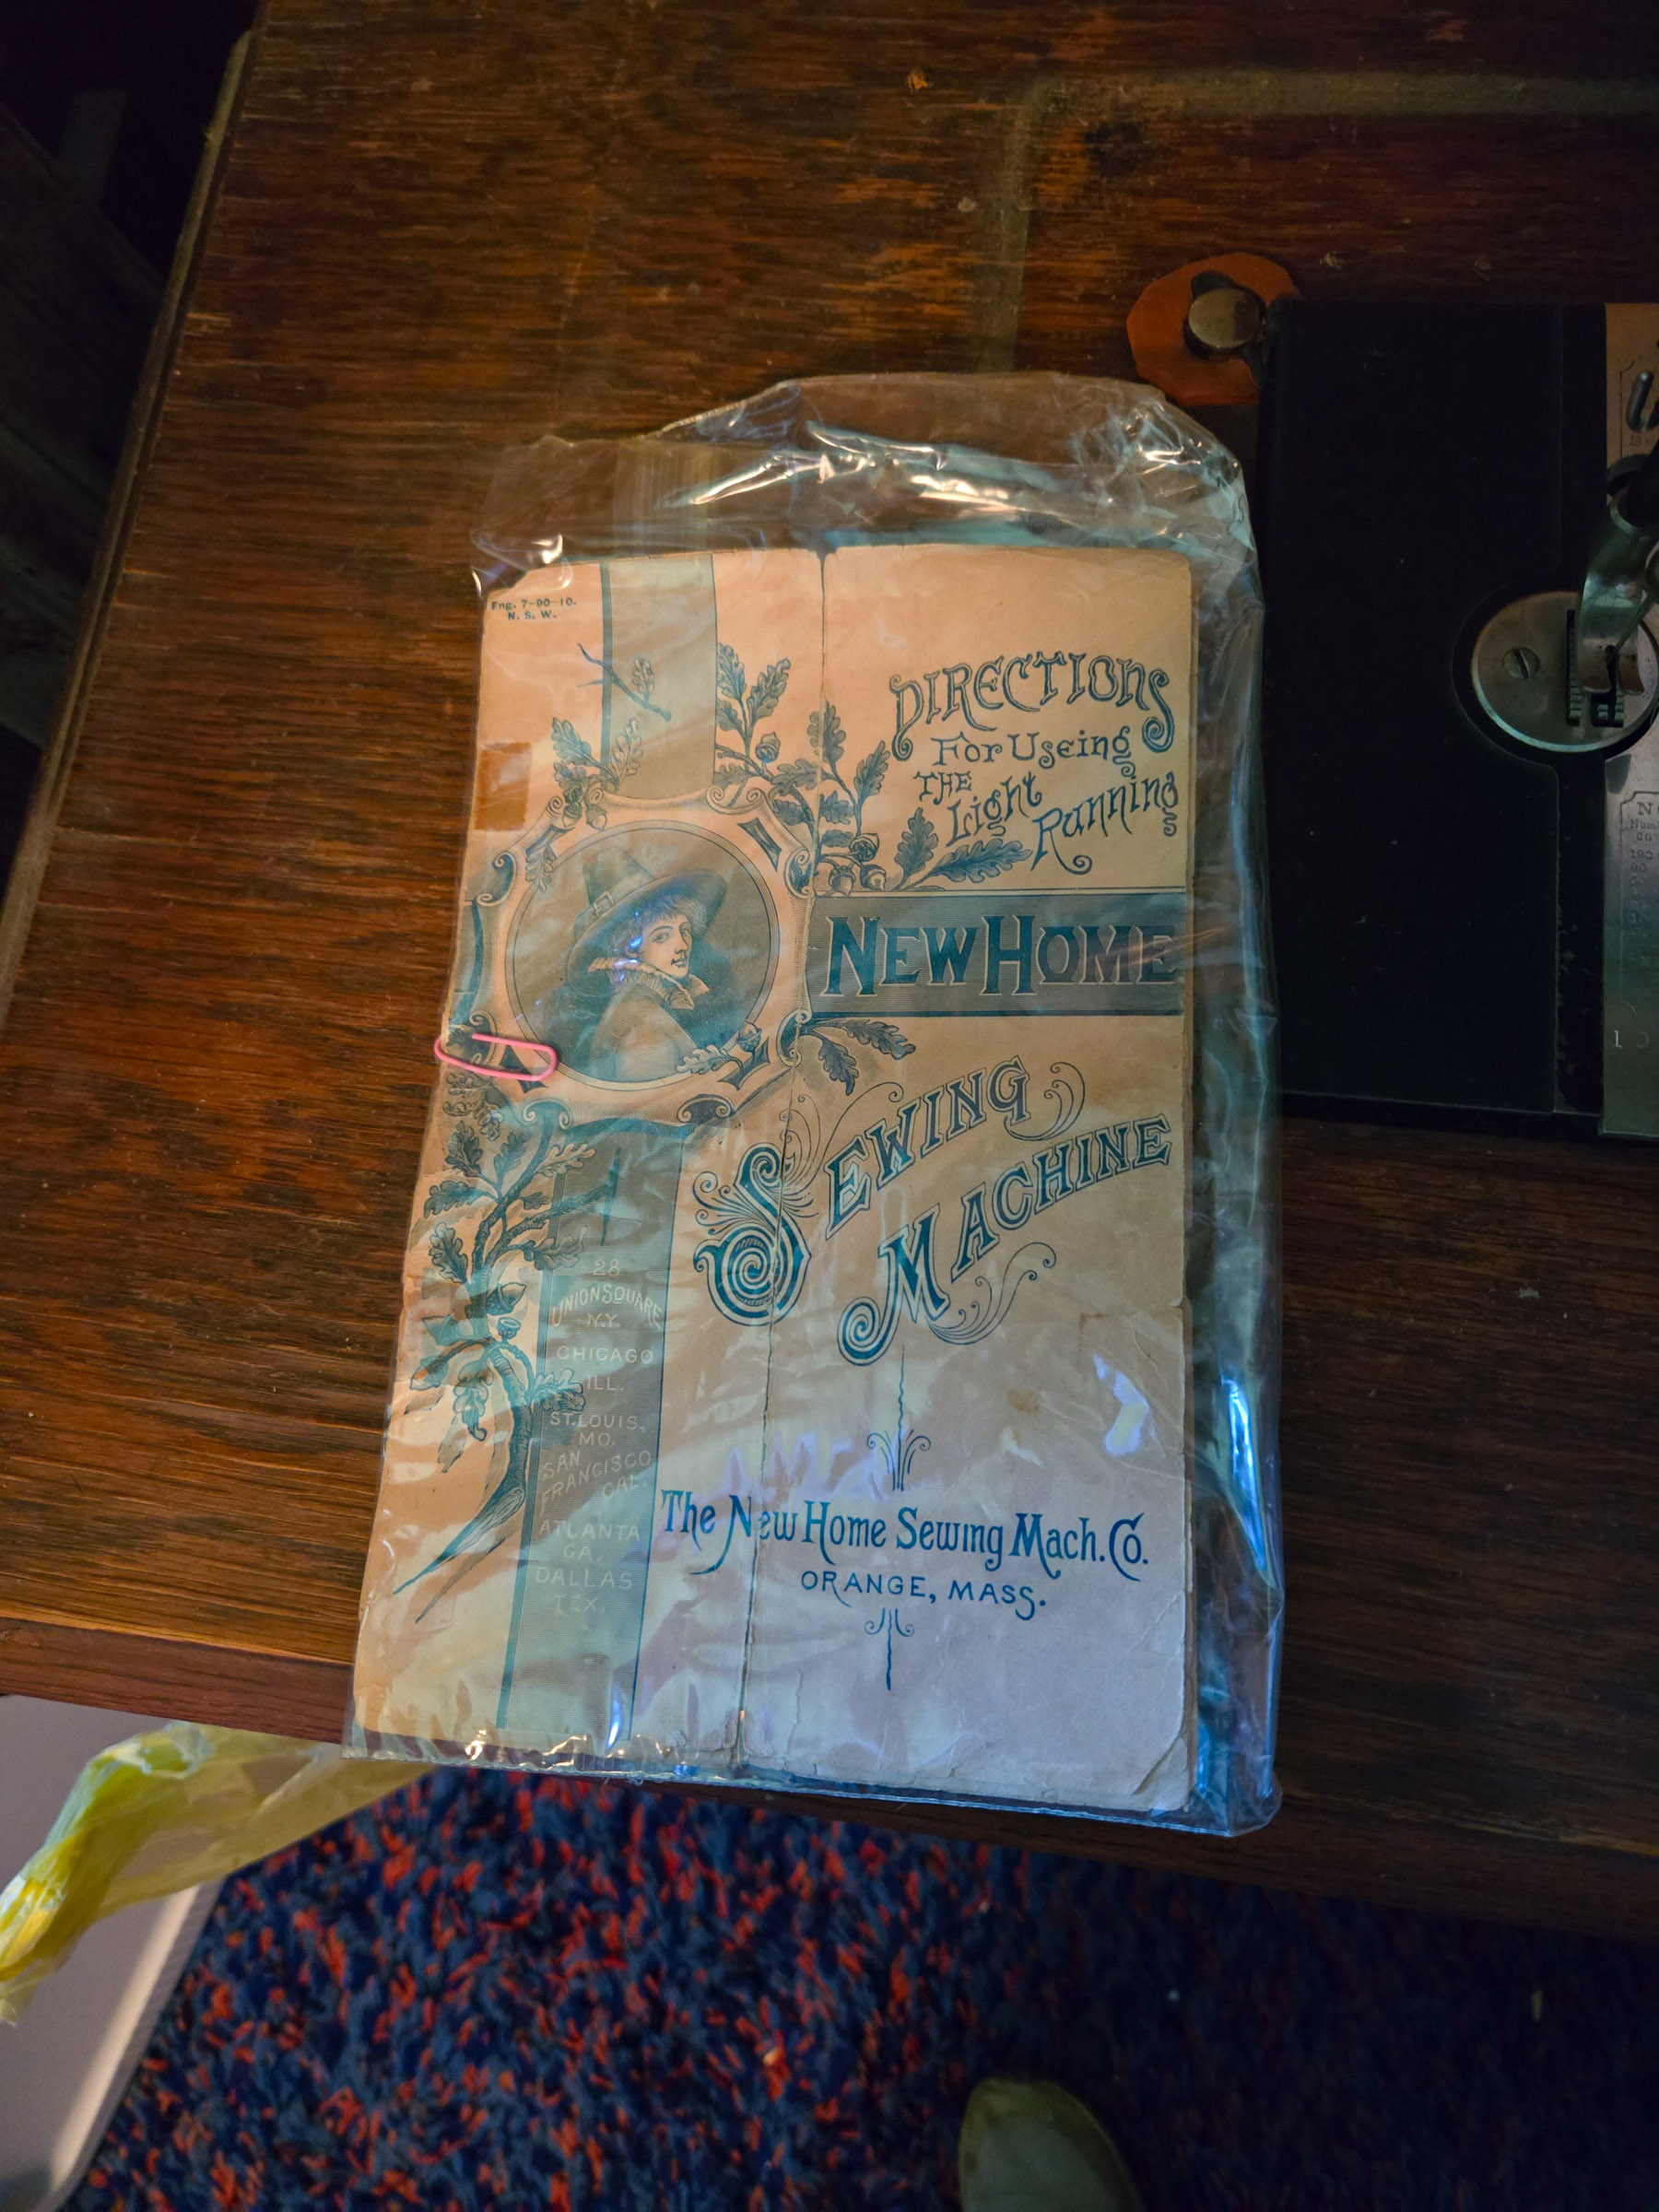 Eng. 7-90-10.
N. S. W.
DIRECTIONS
For Useing
THE
Light
Running
NEW HOME
SEWING
MACHINE
28
UNION SQUARE
N.Y.
CHICAGO
ILL.
ST. LOUIS,
MO.
SAN
FRANCISCO
CAL.
ATLANTA
GA.
DALLAS
TEX.
The New Home Sewing Mach. Co.
ORANGE, MASS.